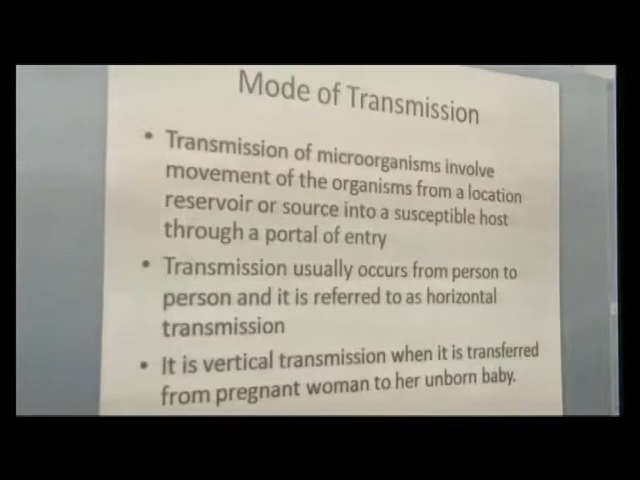 Mode of Transmission
• Transmission of microorganisms involve
movement of the organisms from a location
reservoir or source into a susceptible host
through a portal of entry
• Transmission usually occurs from person to
person and it is referred to as horizontal
transmission
• It is vertical transmission when it is transferred
from pregnant woman to her unborn baby.